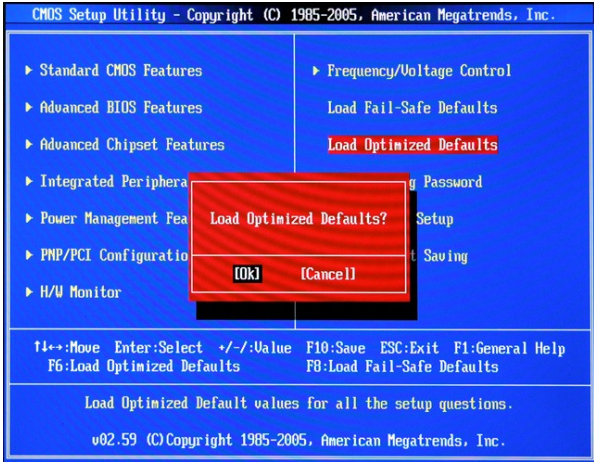 CMOS Setup Utility - Copyright (C) 1985-2005, American Megatrends, Inc.
Standard CMOS Features
Advanced BIOS Features
Advanced Chipset Features
Integrated Periphera
Power Management Fea
PNP/PCI Configuratio
H/W Monitor
Frequency/Voltage Control
Load Fail-Safe Defaults
Load Optimized Defaults
g Password
Setup
t Saving
Load Optimized Defaults?
[Ok] [Cancel]
↑↓↔:Move Enter:Select +/-/:Value F10:Save ESC:Exit F1:General Help
F6:Load Optimized Defaults F8:Load Fail-Safe Defaults
Load Optimized Default values for all the setup questions.
v02.59 (C)Copyright 1985-2005, American Megatrends, Inc.